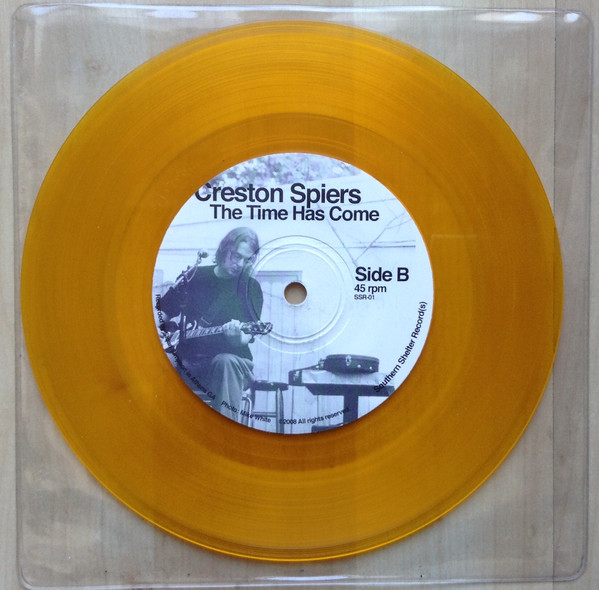 Creston Spiers
The Time Has Come
Side B
45 rpm
SSR-01
Southern Shelter Record(s)
Photo: Mike White
©2008 All rights reserved.